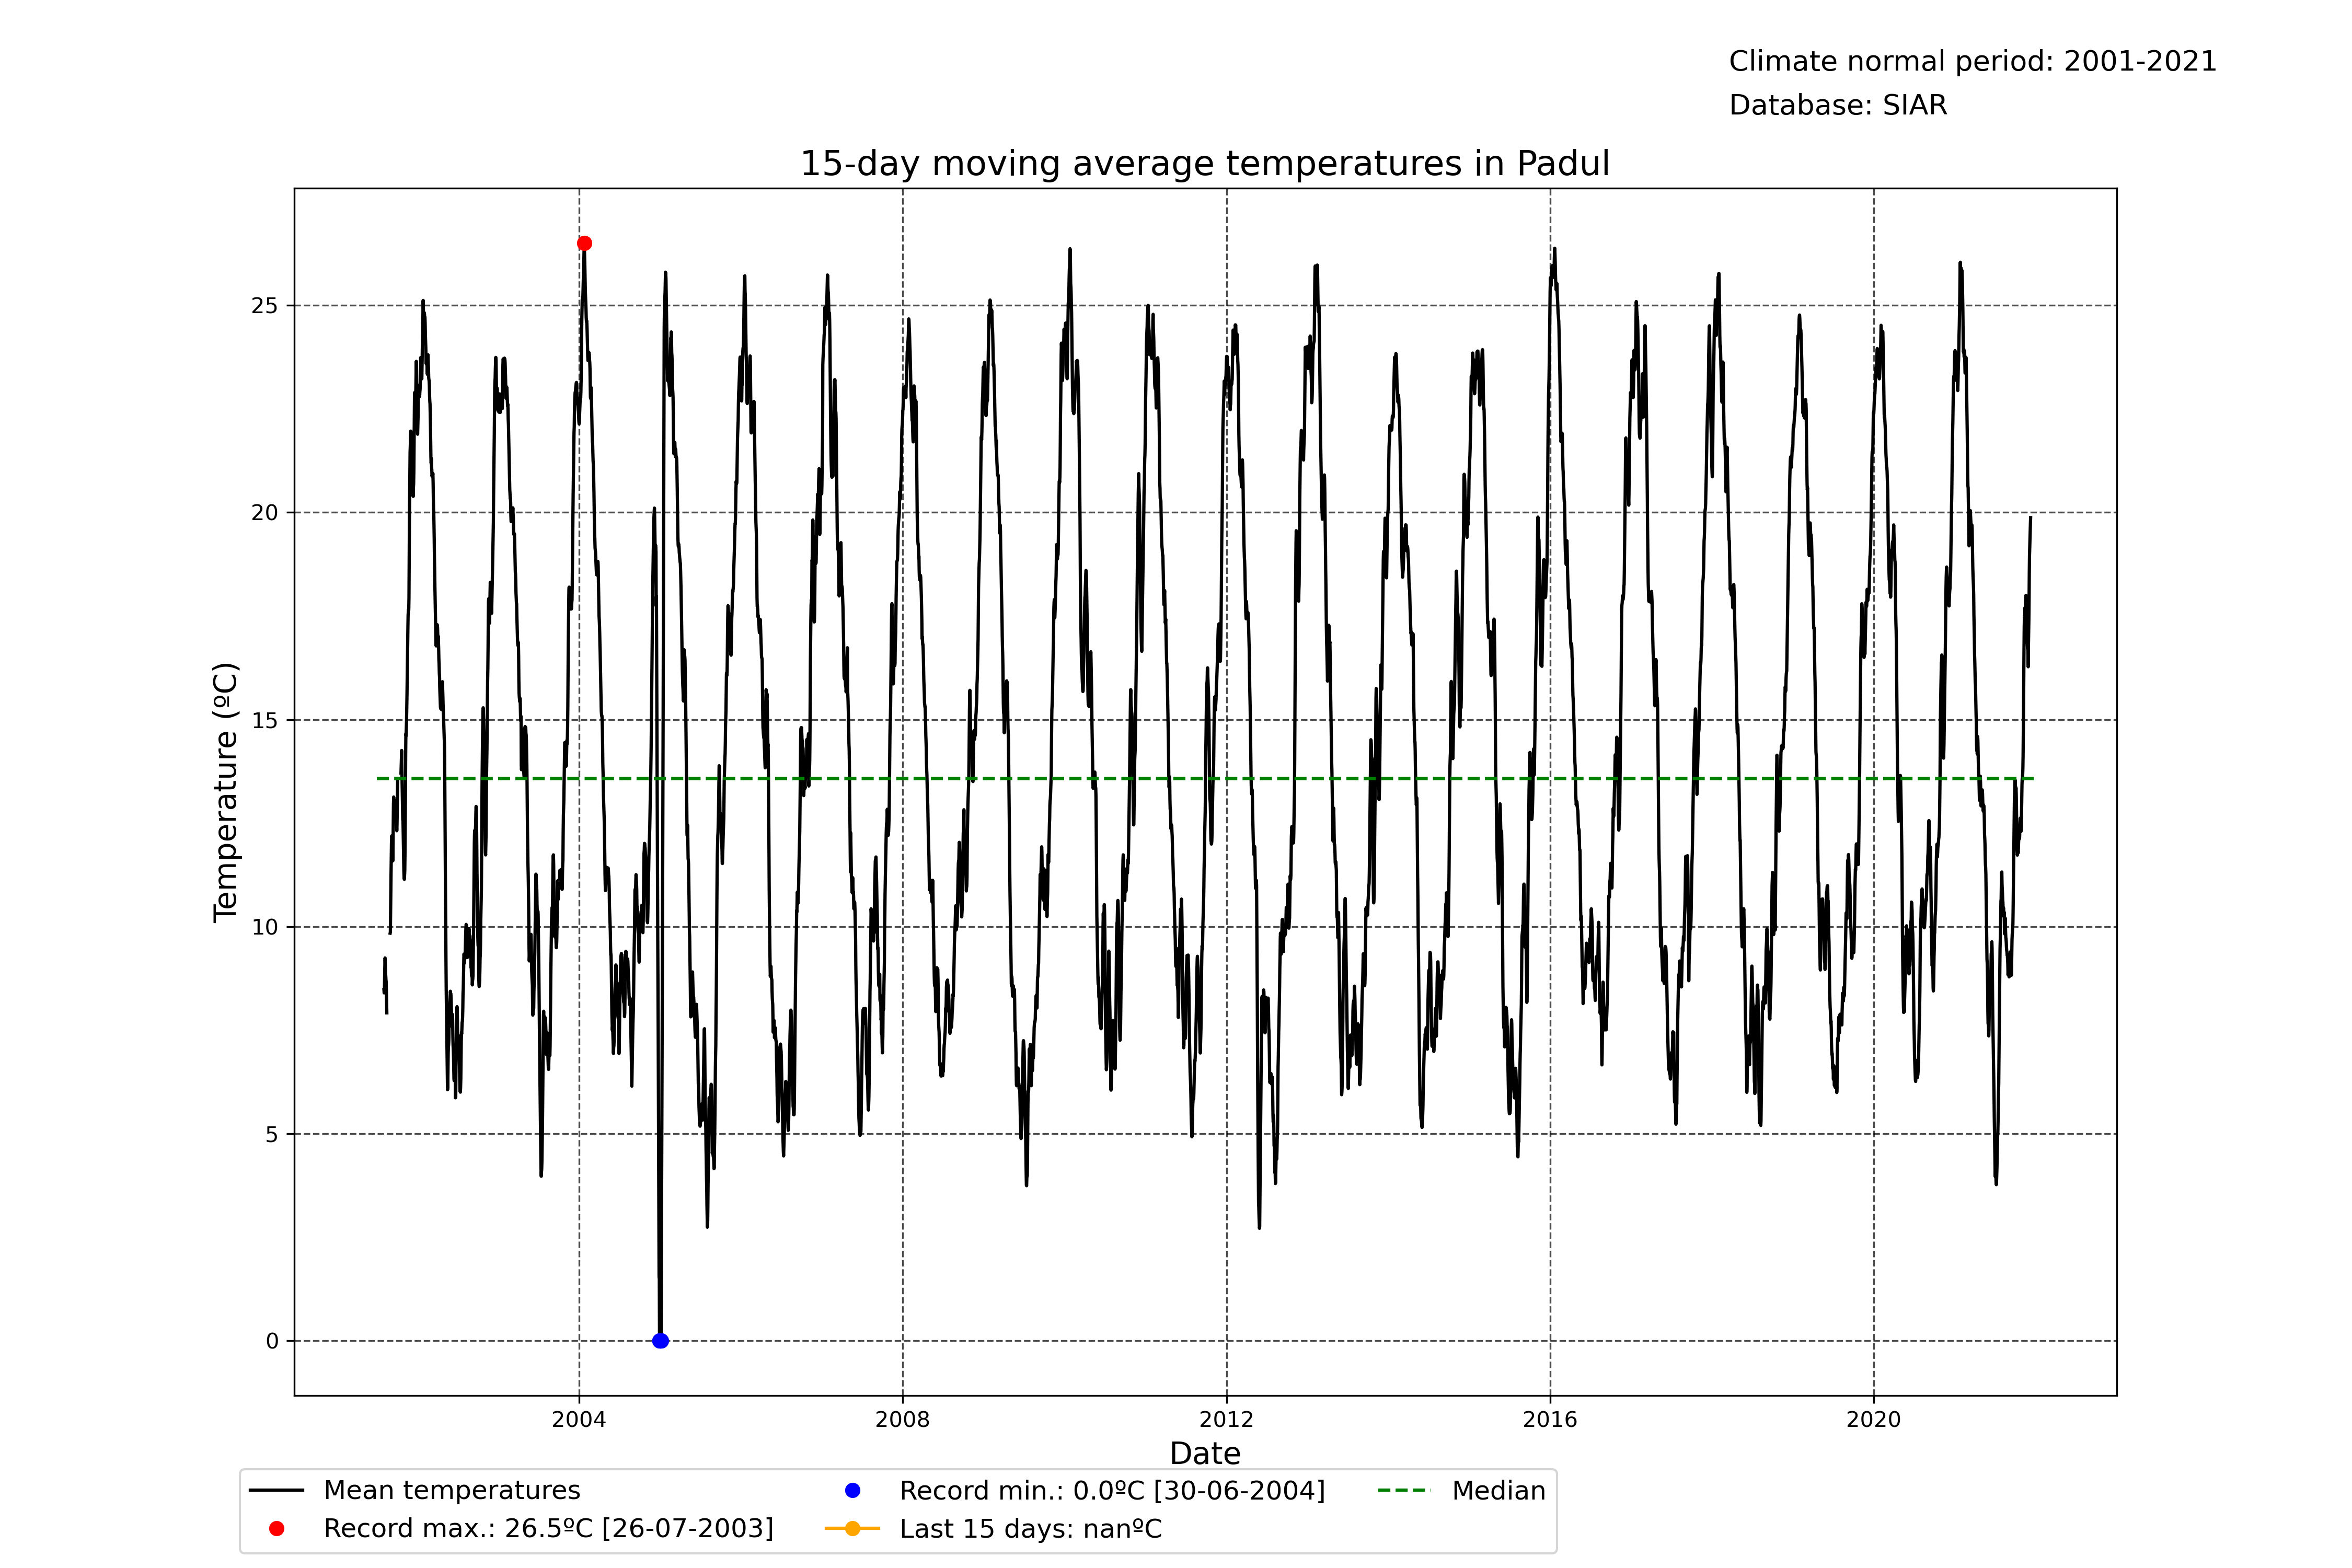 Climate normal period: 2001-2021
Database: SIAR
15-day moving average temperatures in Padul
Temperature (ºC)
25
20
15
10
5
0
2004
2008
2012
2016
2020
Date
Mean temperatures
Record max.: 26.5ºC [26-07-2003]
Record min.: 0.0ºC [30-06-2004]
Last 15 days: nanºC
Median